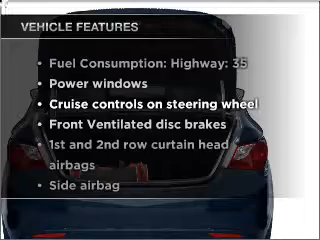 VEHICLE FEATURES
• Fuel Consumption: Highway: 35
• Power windows
• Cruise controls on steering wheel
• Front Ventilated disc brakes
• 1st and 2nd row curtain head
airbags
• Side airbag